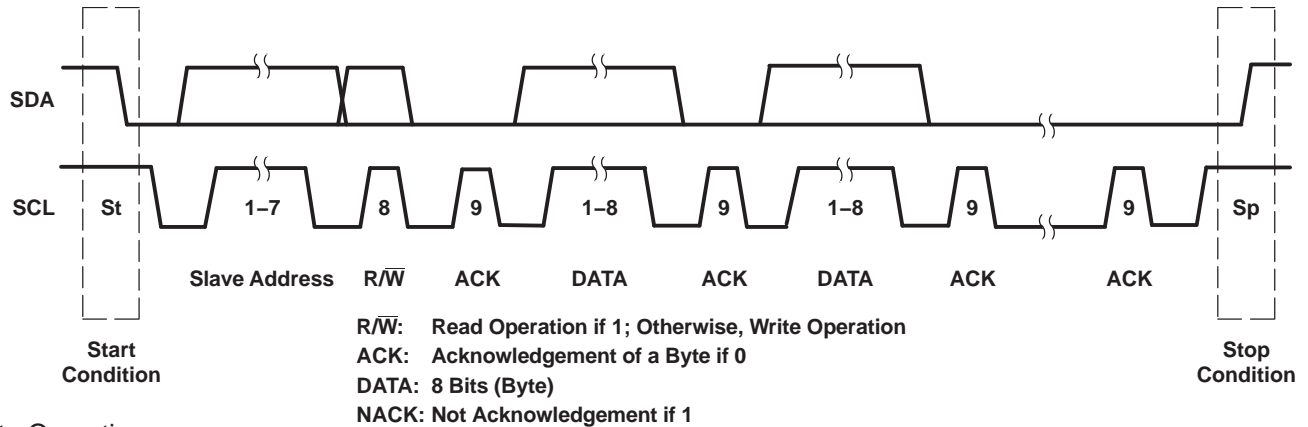 SDA
SCL St 1–7 8 9 1–8 9 1–8 9 9 Sp
Slave Address R/W̅ ACK DATA ACK DATA ACK ACK
Start
Condition
R/W̅: Read Operation if 1; Otherwise, Write Operation
ACK: Acknowledgement of a Byte if 0
DATA: 8 Bits (Byte)
NACK: Not Acknowledgement if 1
Stop
Condition